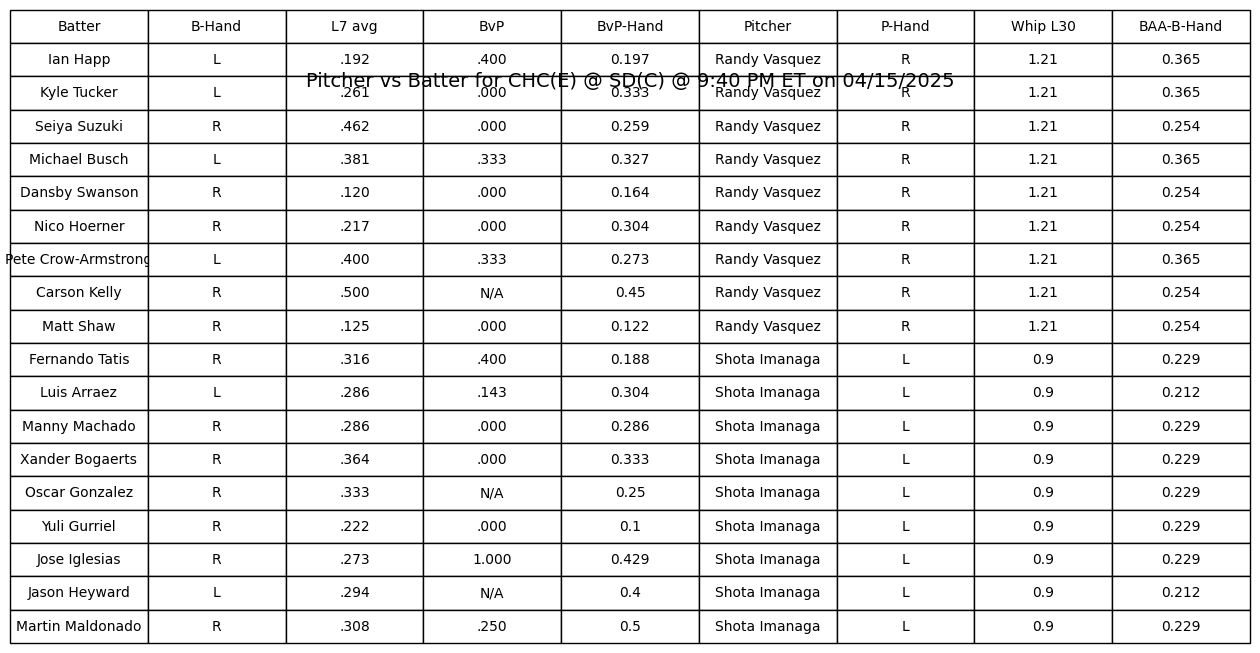 Batter B-Hand L7 avg BvP BvP-Hand Pitcher P-Hand Whip L30 BAA-B-Hand
Ian Happ L .192 .400 0.197 Randy Vasquez R 1.21 0.365
Pitcher vs Batter for CHC(E) @ SD(C) @ 9:40 PM ET on 04/15/2025
Kyle Tucker L .261 .000 0.333 Randy Vasquez R 1.21 0.365
Seiya Suzuki R .462 .000 0.259 Randy Vasquez R 1.21 0.254
Michael Busch L .381 .333 0.327 Randy Vasquez R 1.21 0.365
Dansby Swanson R .120 .000 0.164 Randy Vasquez R 1.21 0.254
Nico Hoerner R .217 .000 0.304 Randy Vasquez R 1.21 0.254
Pete Crow-Armstrong L .400 .333 0.273 Randy Vasquez R 1.21 0.365
Carson Kelly R .500 N/A 0.45 Randy Vasquez R 1.21 0.254
Matt Shaw R .125 .000 0.122 Randy Vasquez R 1.21 0.254
Fernando Tatis R .316 .400 0.188 Shota Imanaga L 0.9 0.229
Luis Arraez L .286 .143 0.304 Shota Imanaga L 0.9 0.212
Manny Machado R .286 .000 0.286 Shota Imanaga L 0.9 0.229
Xander Bogaerts R .364 .000 0.333 Shota Imanaga L 0.9 0.229
Oscar Gonzalez R .333 N/A 0.25 Shota Imanaga L 0.9 0.229
Yuli Gurriel R .222 .000 0.1 Shota Imanaga L 0.9 0.229
Jose Iglesias R .273 1.000 0.429 Shota Imanaga L 0.9 0.229
Jason Heyward L .294 N/A 0.4 Shota Imanaga L 0.9 0.212
Martin Maldonado R .308 .250 0.5 Shota Imanaga L 0.9 0.229